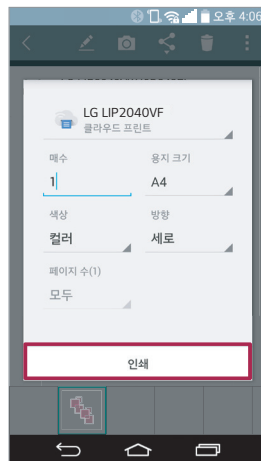 오후 4:06
LG LIP2040VF
클라우드 프린트
매수
용지 크기
1
A4
색상
방향
컬러
세로
페이지 수(1)
모두
인쇄